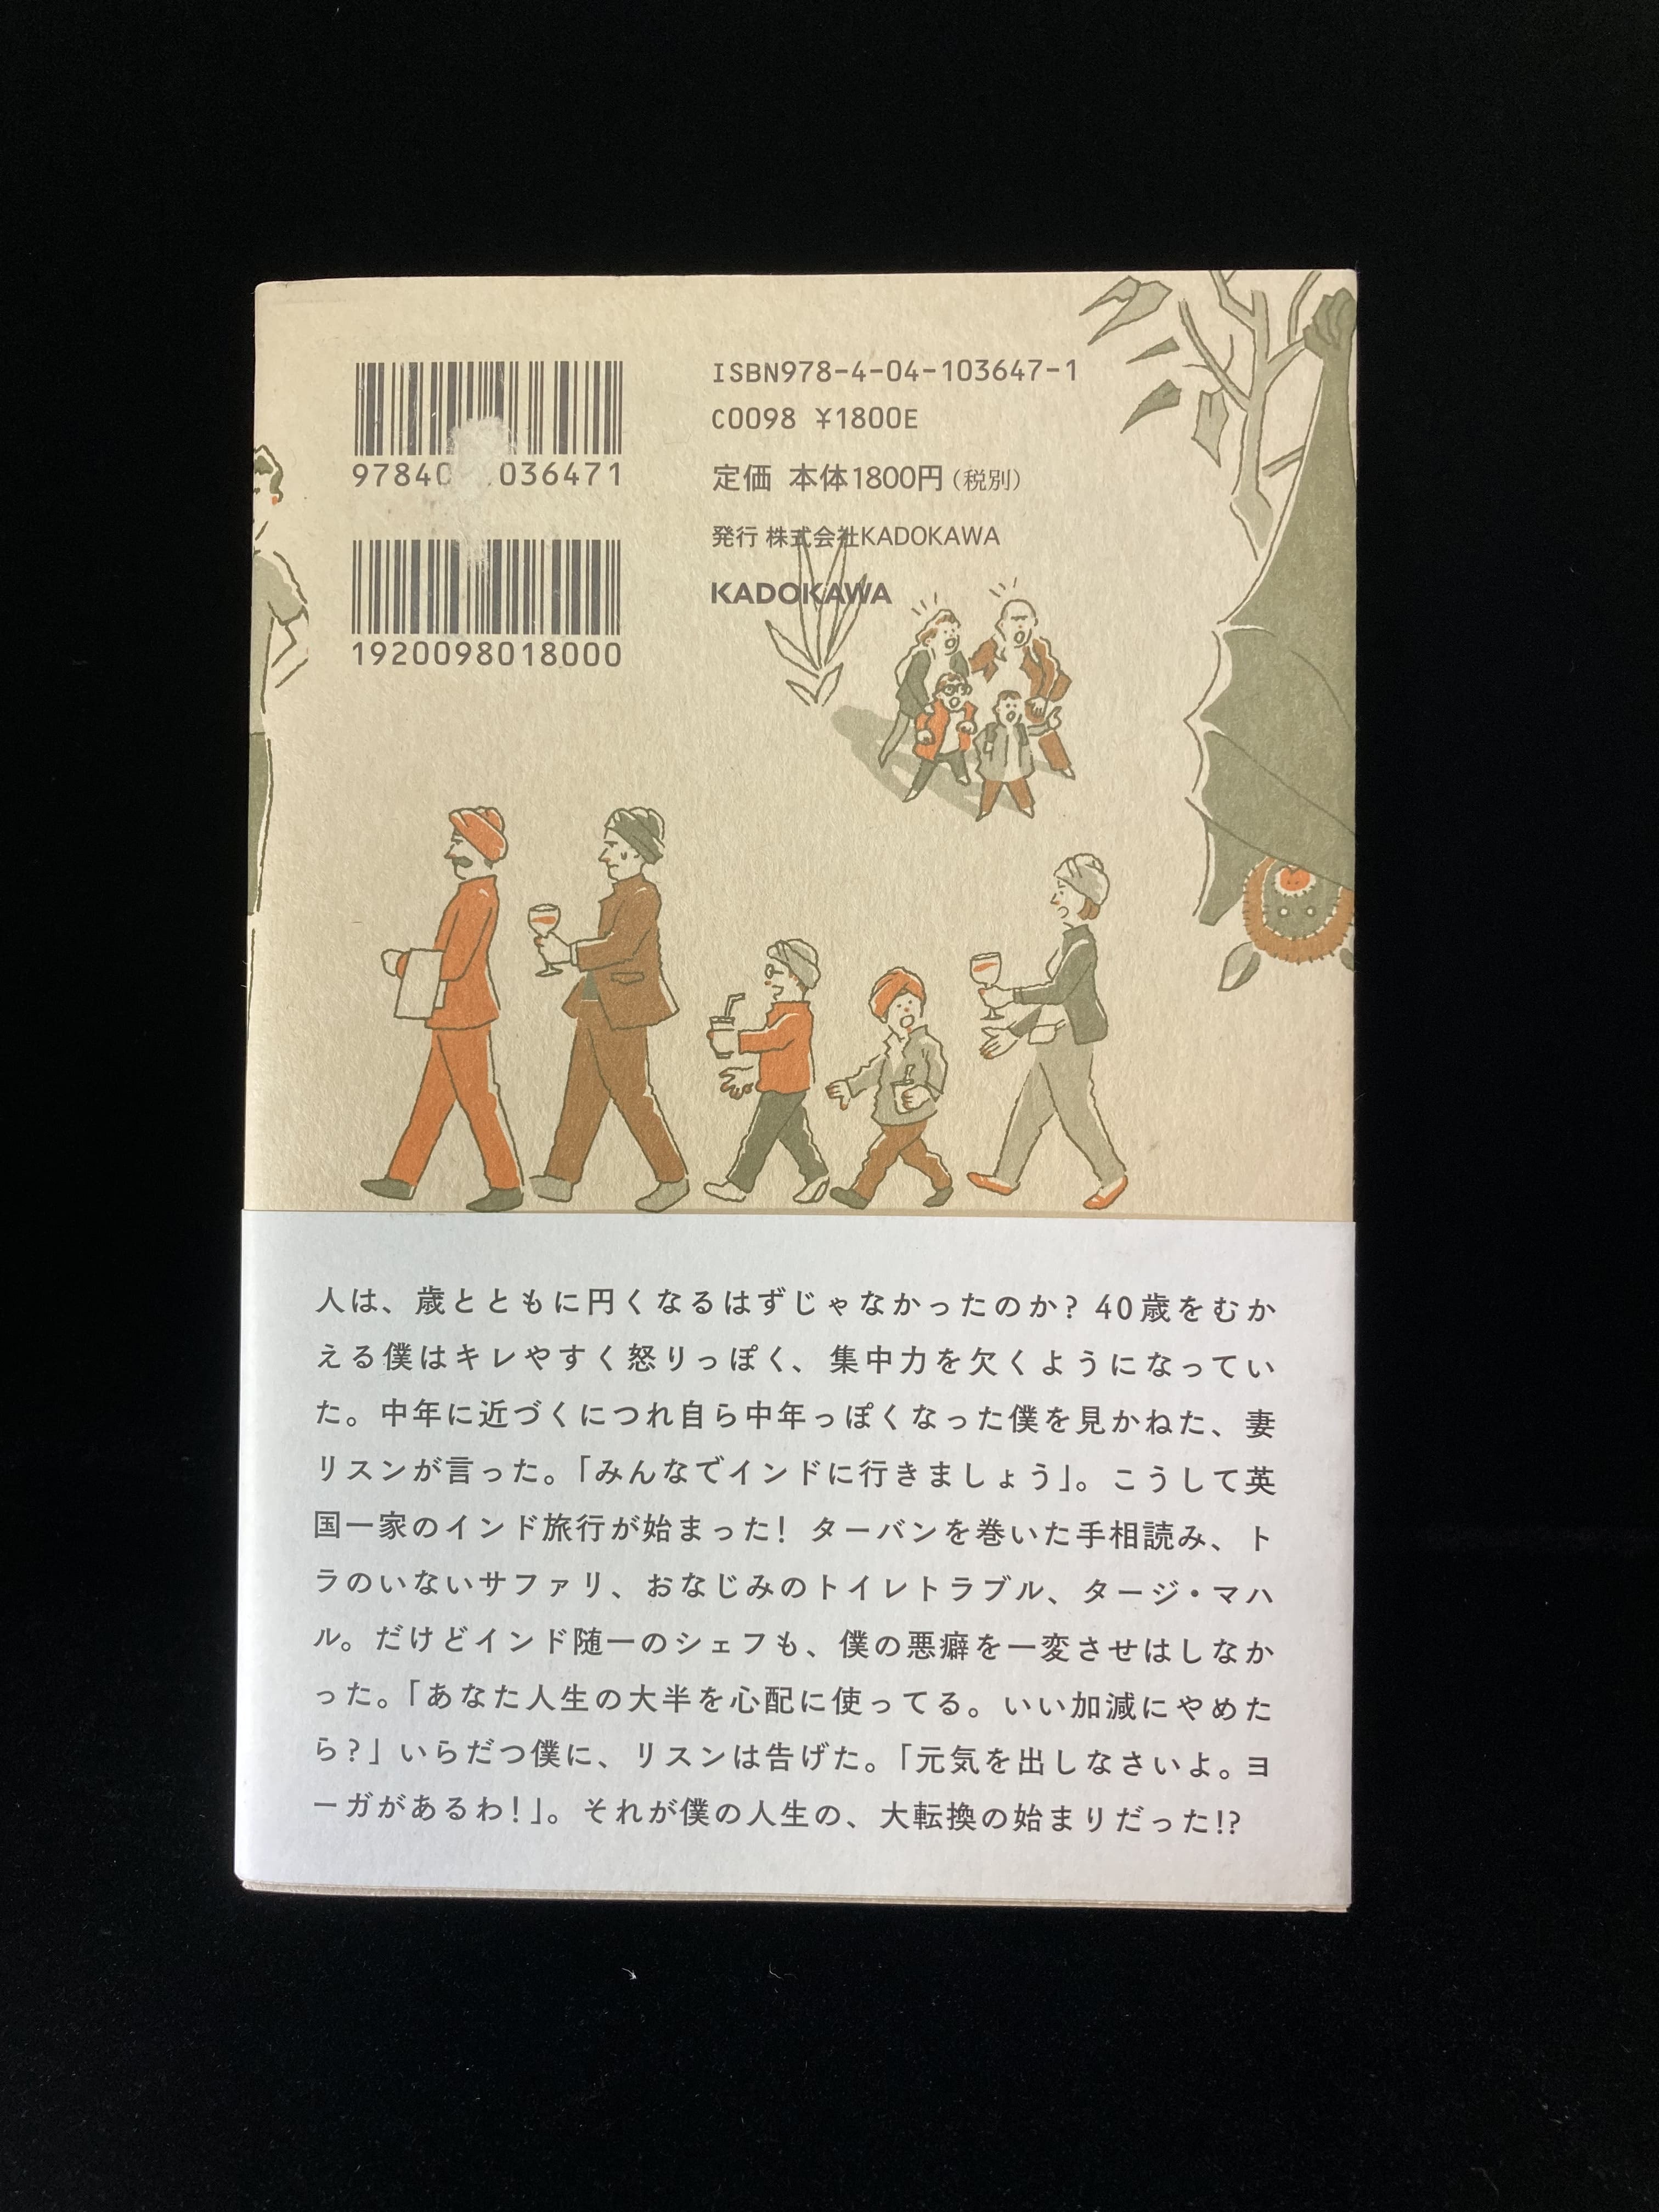 ISBN978-4-04-103647-1
C0098 ¥1800E
定価 本体1800円(税別)
発行 株式会社KADOKAWA
KADOKAWA
97840 036471
1920098018000
人は、歳とともに円くなるはずじゃなかったのか? 40歳をむか
える僕はキレやすく怒りっぽく、集中力を欠くようになってい
た。中年に近づくにつれ自ら中年っぽくなった僕を見かねた、妻
リスンが言った。「みんなでインドに行きましょう」。こうして英
国一家のインド旅行が始まった! ターバンを巻いた手相読み、ト
ラのいないサファリ、おなじみのトイレトラブル、タージ・マハ
ル。だけどインド随一のシェフも、僕の悪癖を一変させはしなか
った。「あなた人生の大半を心配に使ってる。いい加減にやめた
ら?」いらだつ僕に、リスンは告げた。「元気を出しなさいよ。ヨ
ーガがあるわ!」。それが僕の人生の、大転換の始まりだった!?